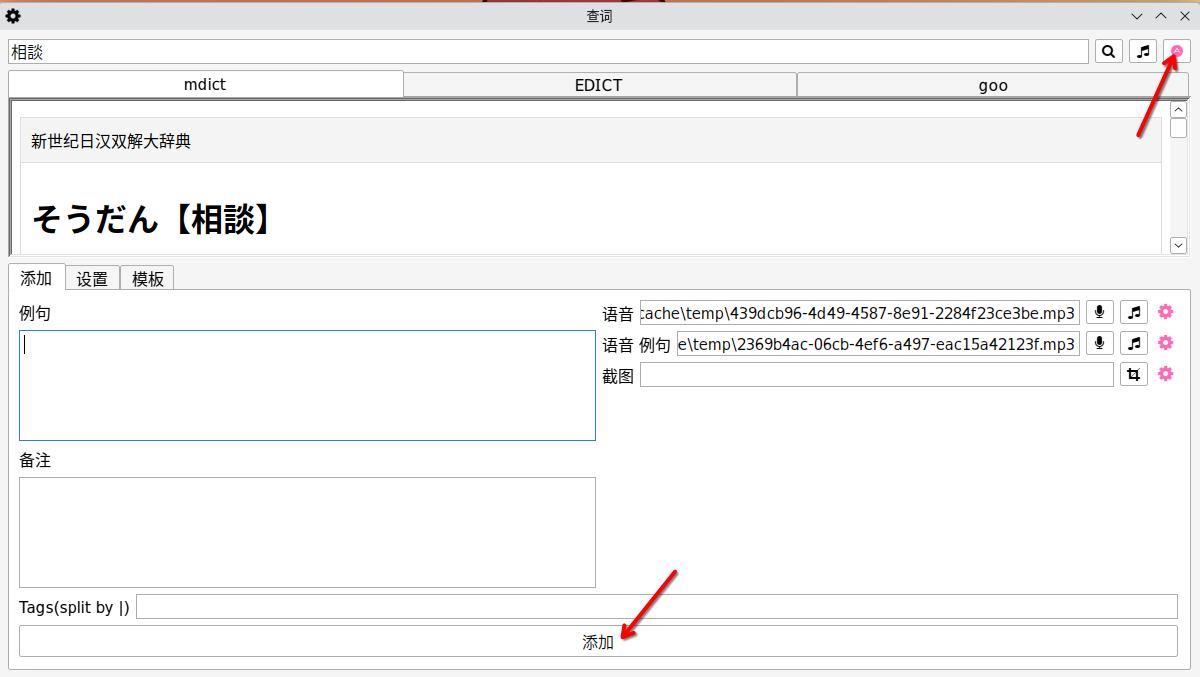 查词
相談
mdict EDICT goo
新世纪日汉双解大辞典
そうだん【相談】
添加 设置 模板
例句
语音 cache\temp\439dcb96-4d49-4587-8e91-2284f23ce3be.mp3
语音 例句 e\temp\2369b4ac-06cb-4ef6-a497-eac15a42123f.mp3
截图
备注
Tags(split by |)
添加